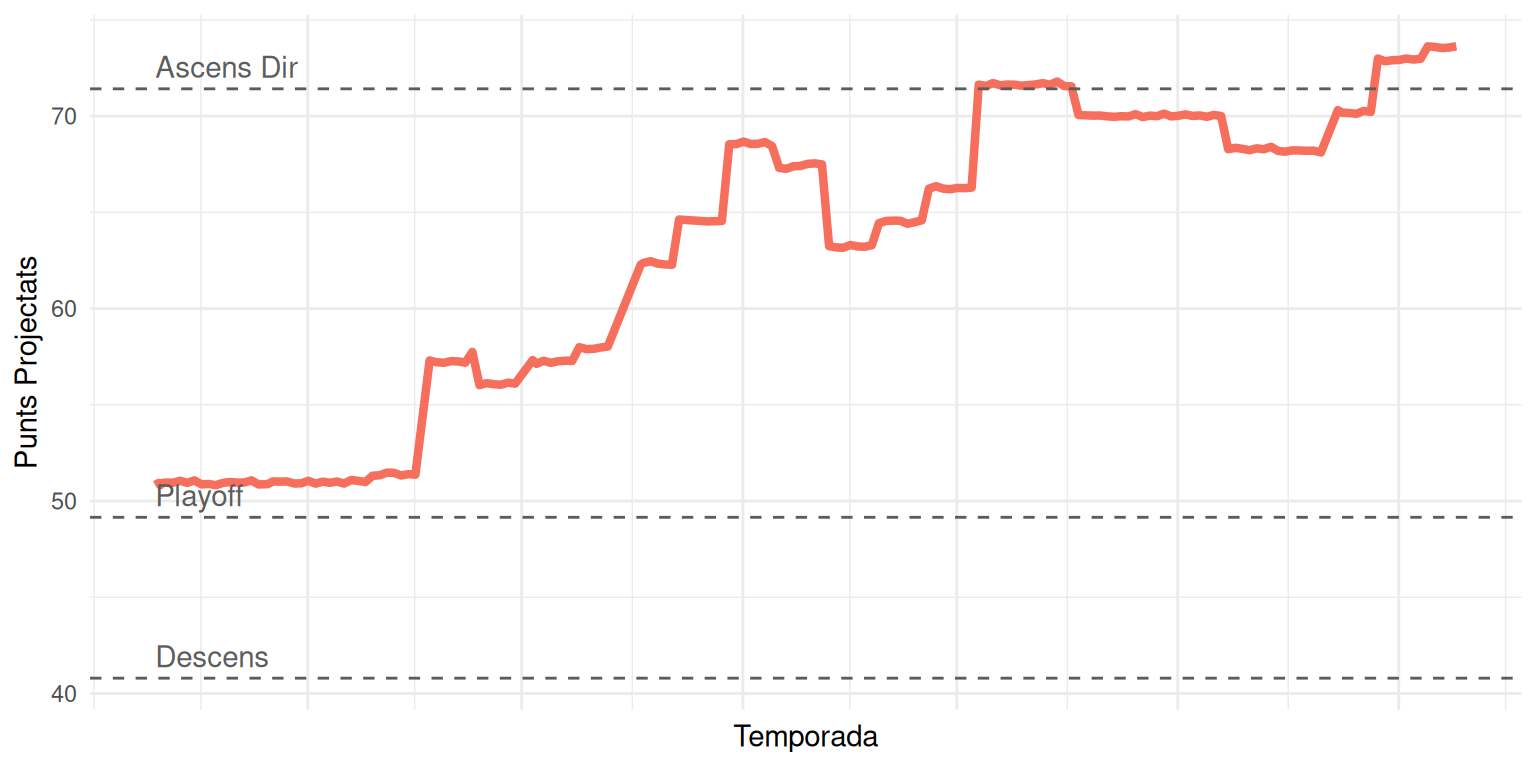 Ascens Dir
70
60
Playoff
50
Descens
40
Punts Projectats
Temporada